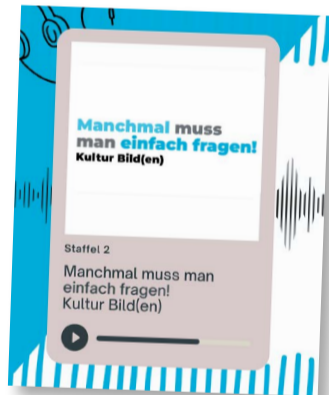 Manchmal muss
man einfach fragen!
Kultur Bild(en)
Staffel 2
Manchmal muss man
einfach fragen!
Kultur Bild(en)